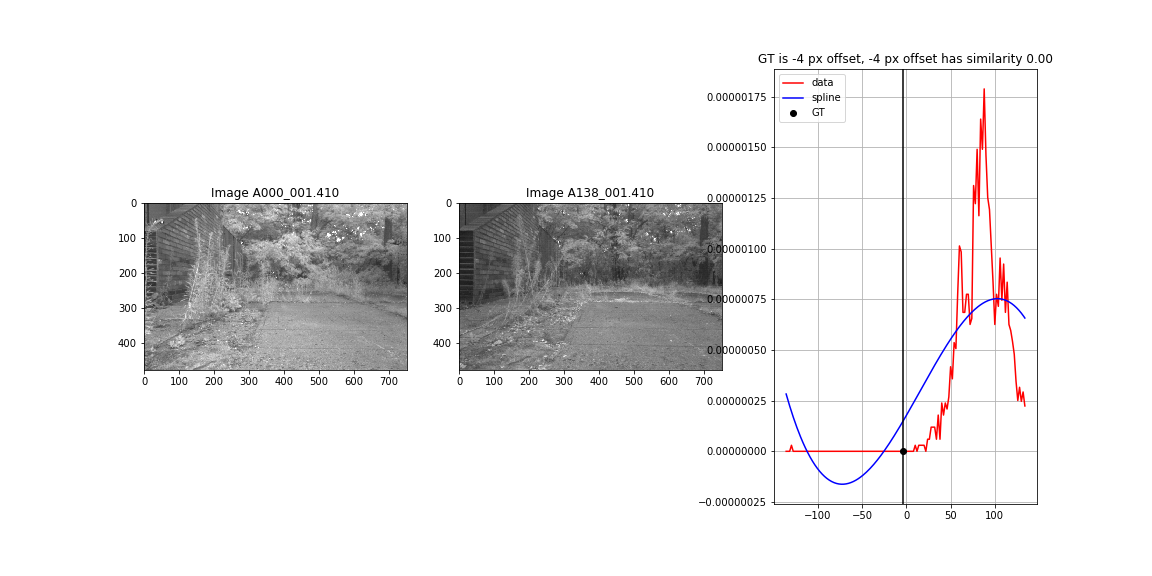 GT is -4 px offset, -4 px offset has similarity 0.00
data
spline
GT
0.00000175
0.00000150
0.00000125
0.00000100
0.00000075
0.00000050
0.00000025
0.00000000
−0.00000025
−100 −50 0 50 100
Image A000_001.410
0
100
200
300
400
0 100 200 300 400 500 600 700
Image A138_001.410
0
100
200
300
400
0 100 200 300 400 500 600 700